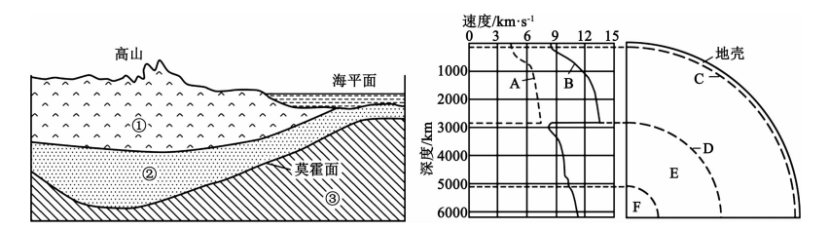 高山
海平面
①
②
莫霍面
③
速度/km·s⁻¹
0 3 6 9 12 15
1000
2000
3000
4000
5000
6000
深度/km
A
B
地壳
C
D
E
F